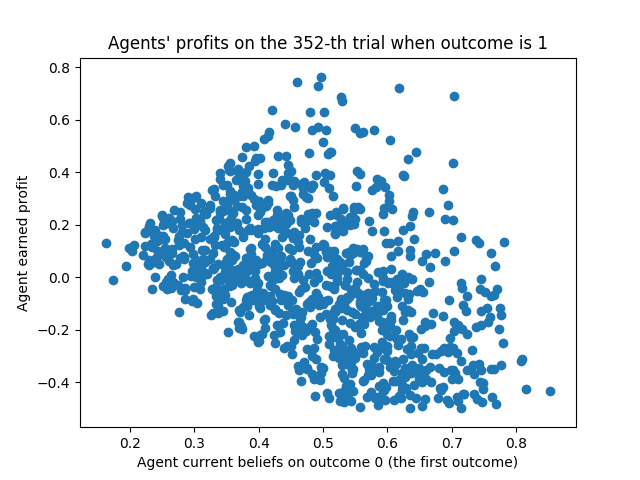 Agents' profits on the 352-th trial when outcome is 1
0.8
0.6
0.4
0.2
0.0
−0.2
−0.4
Agent earned profit
0.2 0.3 0.4 0.5 0.6 0.7 0.8
Agent current beliefs on outcome 0 (the first outcome)